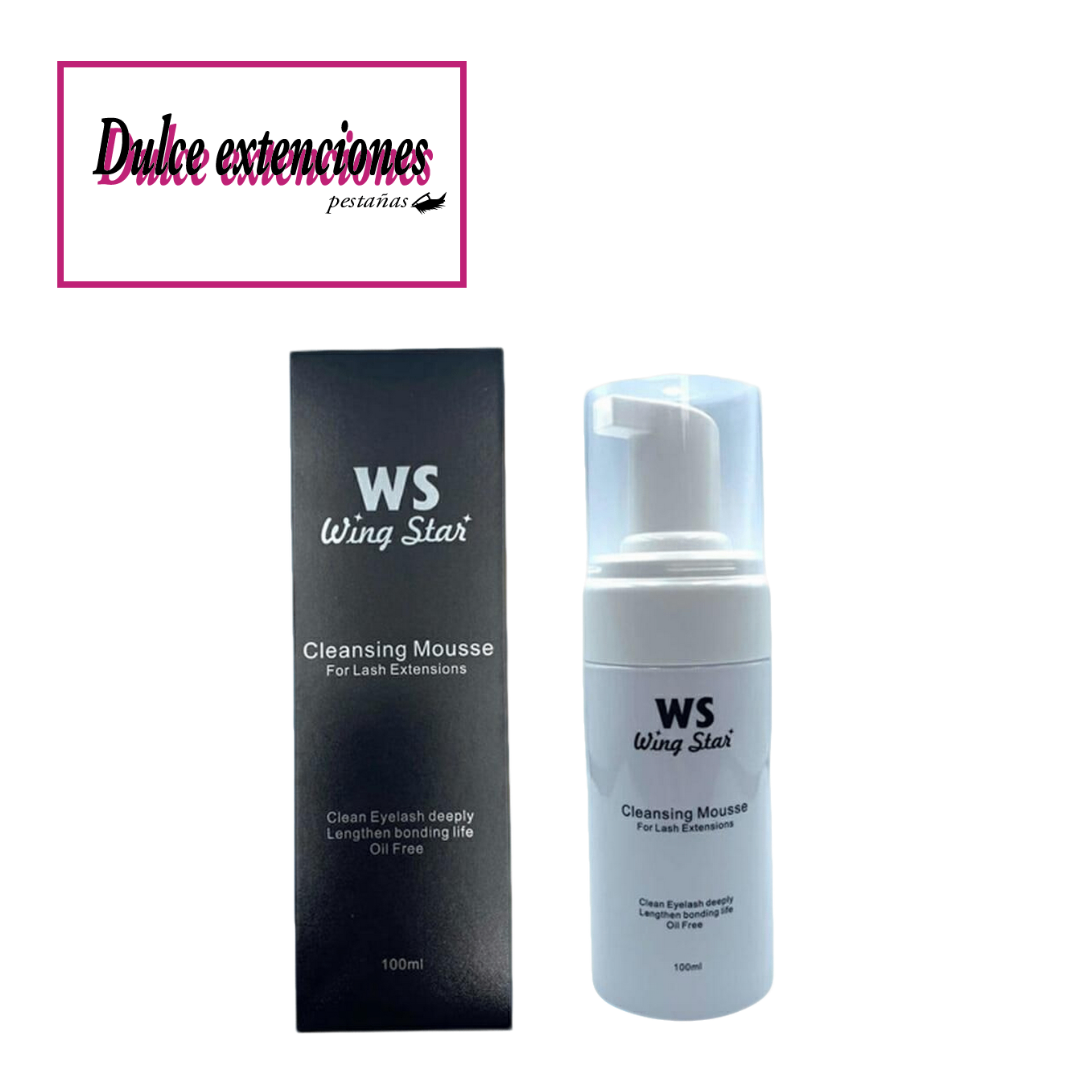 Dulce extenciones
pestañas
WS
Wing Star
Cleansing Mousse
For Lash Extensions
Clean Eyelash deeply
Lengthen bonding life
Oil Free
100ml
WS
Wing Star
Cleansing Mousse
For Lash Extensions
Clean Eyelash deeply
Lengthen bonding life
Oil Free
100ml